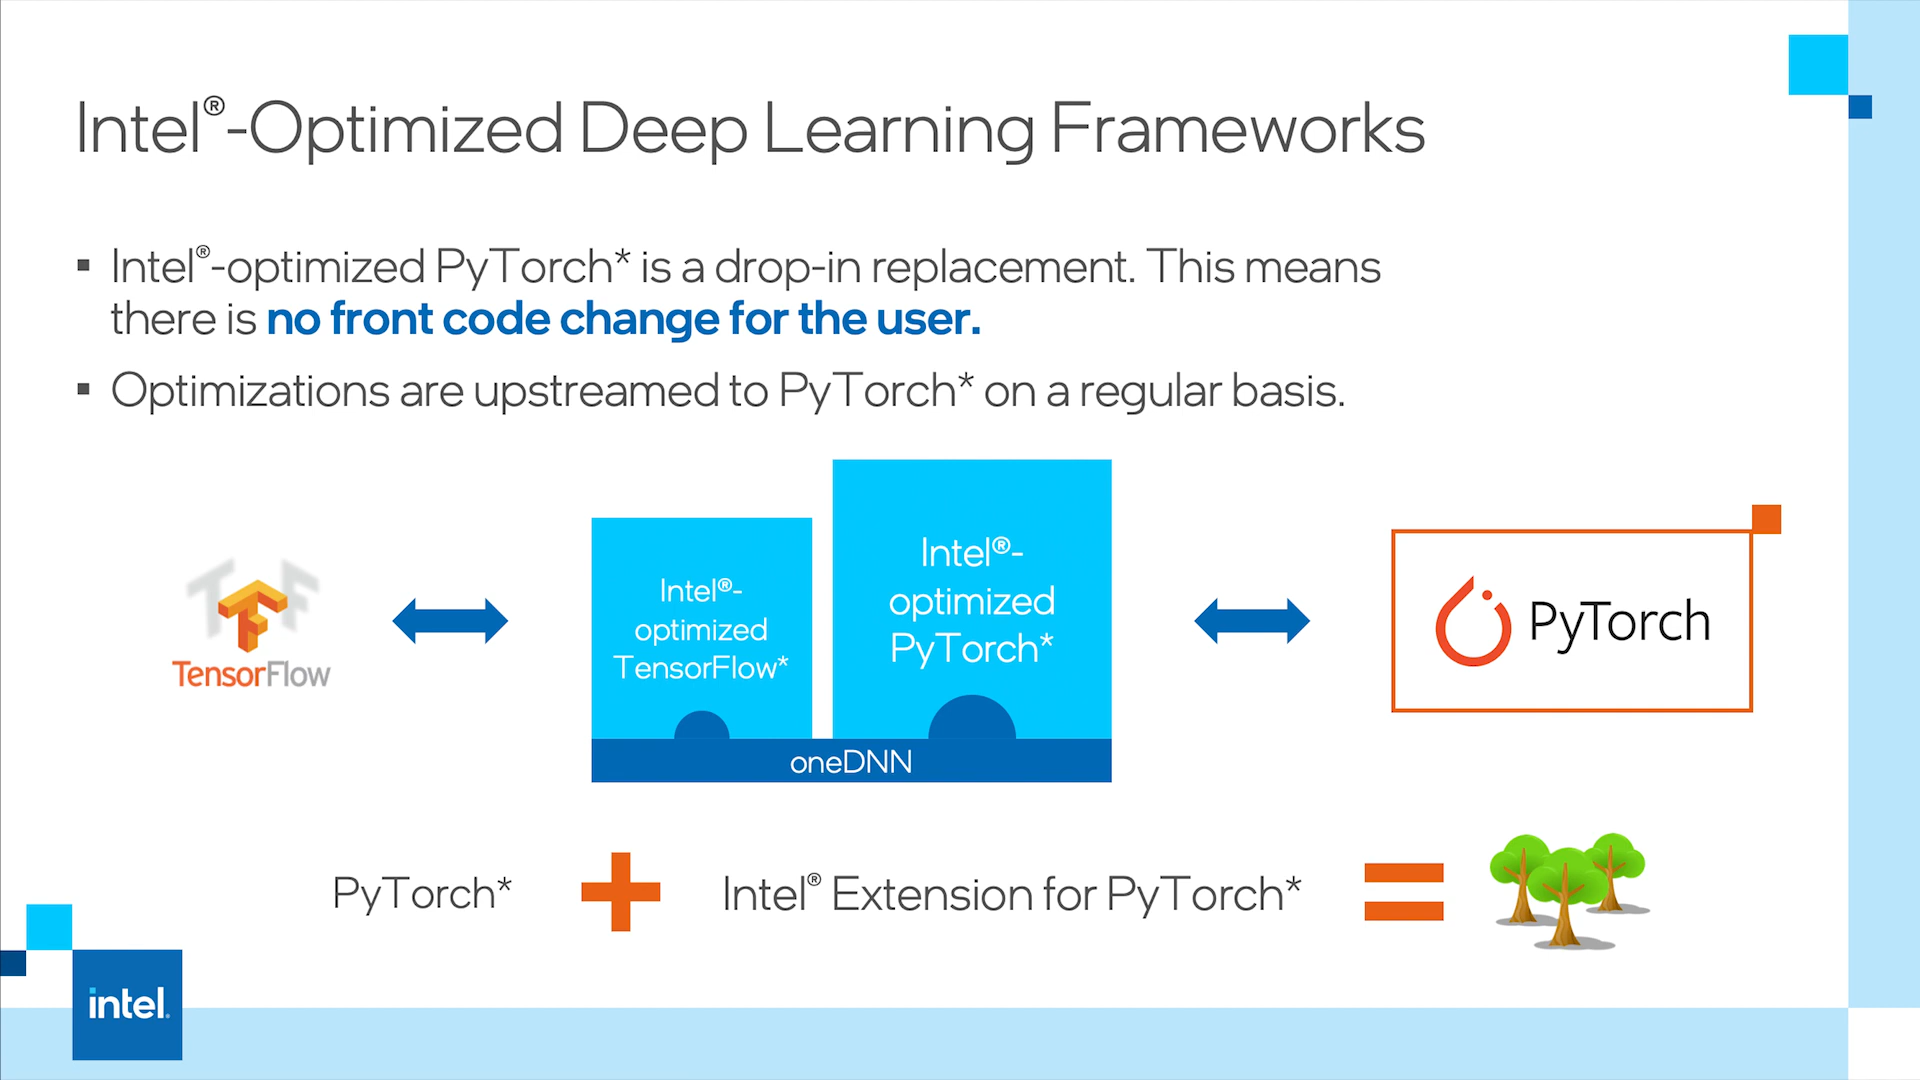 Intel®-Optimized Deep Learning Frameworks
▪ Intel®-optimized PyTorch* is a drop-in replacement. This means
there is no front code change for the user.
▪ Optimizations are upstreamed to PyTorch* on a regular basis.
TensorFlow
Intel®-
optimized
TensorFlow*
Intel®-
optimized
PyTorch*
oneDNN
PyTorch
PyTorch* + Intel® Extension for PyTorch* =
intel.